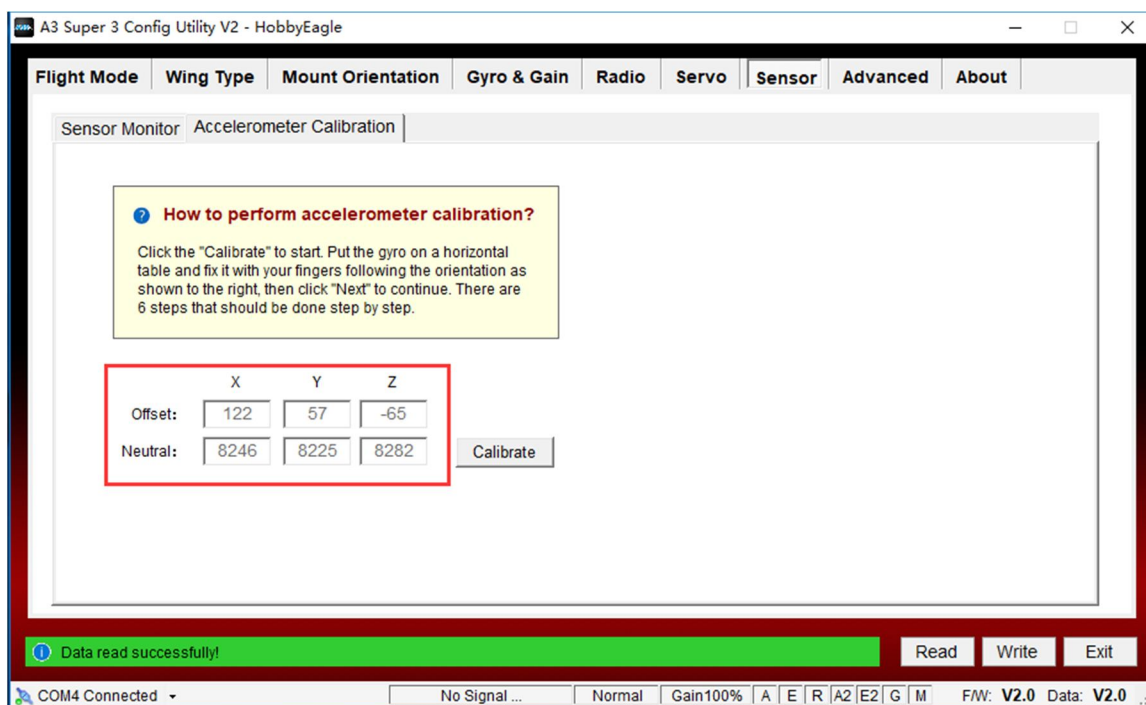 A3 Super 3 Config Utility V2 - HobbyEagle
Flight Mode Wing Type Mount Orientation Gyro & Gain Radio Servo Sensor Advanced About
Sensor Monitor Accelerometer Calibration
How to perform accelerometer calibration?
Click the "Calibrate" to start. Put the gyro on a horizontal
table and fix it with your fingers following the orientation as
shown to the right, then click "Next" to continue. There are
6 steps that should be done step by step.
X Y Z
Offset: 122 57 -65
Neutral: 8246 8225 8282 Calibrate
Data read successfully! Read Write Exit
COM4 Connected No Signal ... Normal Gain100% A E R A2 E2 G M F/W: V2.0 Data: V2.0